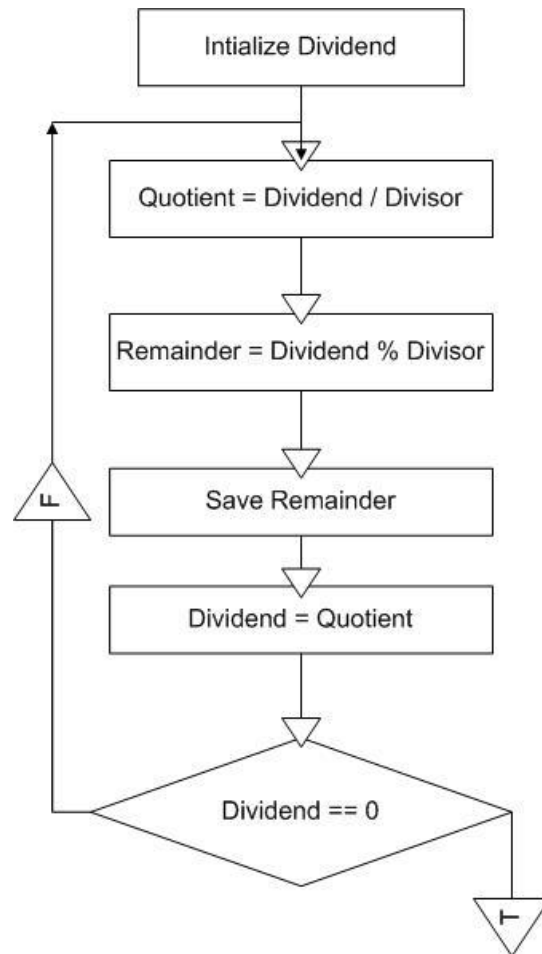 Intialize Dividend
Quotient = Dividend / Divisor
Remainder = Dividend % Divisor
Save Remainder
Dividend = Quotient
Dividend == 0
F
T